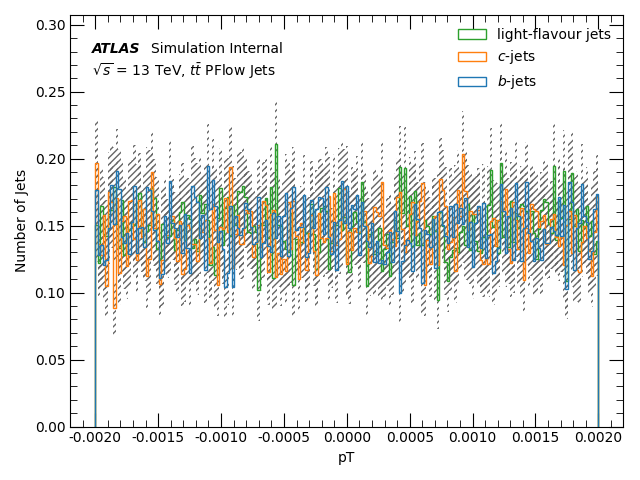 ATLAS Simulation Internal
√s = 13 TeV, tt̄ PFlow Jets
light-flavour jets
c-jets
b-jets
Number of Jets
0.30
0.25
0.20
0.15
0.10
0.05
0.00
-0.0020 -0.0015 -0.0010 -0.0005 0.0000 0.0005 0.0010 0.0015 0.0020
pT